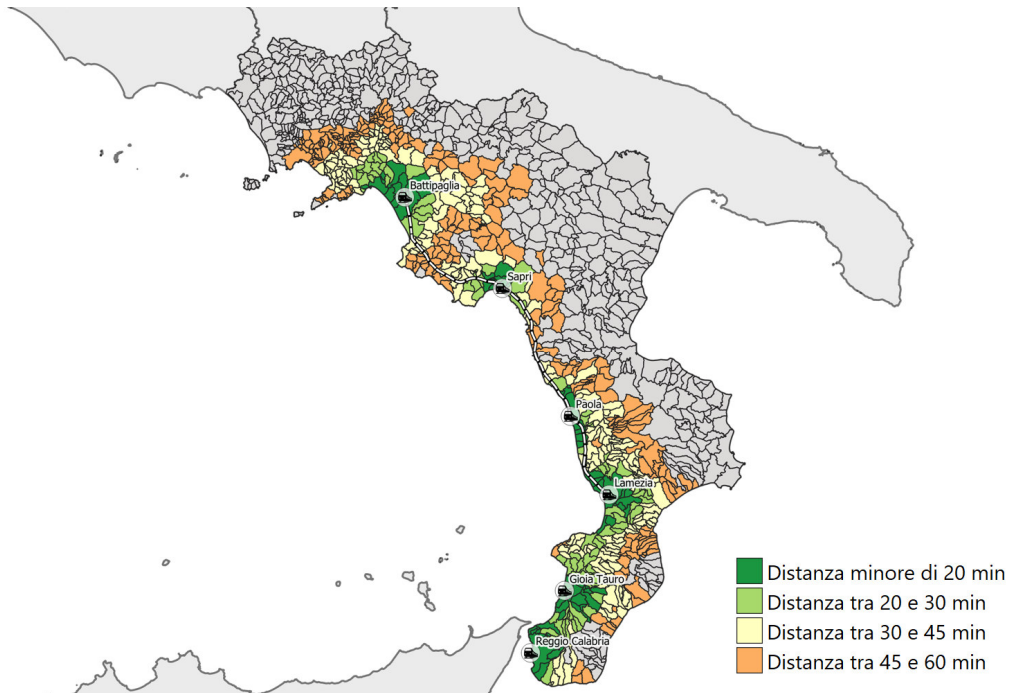 Battipaglia
Sapri
Paola
Lamezia
Gioia Tauro
Reggio Calabria
Distanza minore di 20 min
Distanza tra 20 e 30 min
Distanza tra 30 e 45 min
Distanza tra 45 e 60 min